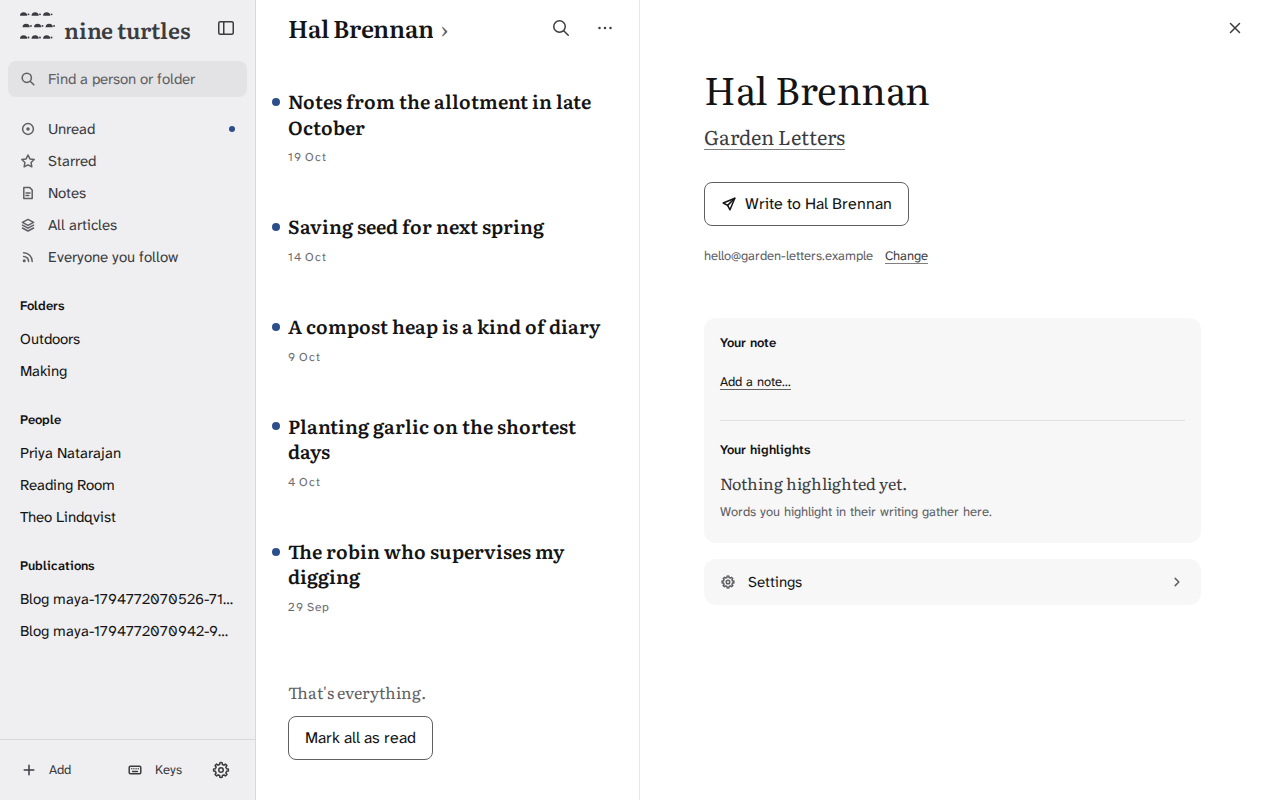 nine turtles
Find a person or folder
Unread
Starred
Notes
All articles
Everyone you follow
Folders
Outdoors
Making
People
Priya Natarajan
Reading Room
Theo Lindqvist
Publications
Blog maya-1794772070526-71...
Blog maya-1794772070942-9...
Add
Keys
Hal Brennan ›
Notes from the allotment in late
October
19 Oct
Saving seed for next spring
14 Oct
A compost heap is a kind of diary
9 Oct
Planting garlic on the shortest
days
4 Oct
The robin who supervises my
digging
29 Sep
That's everything.
Mark all as read
Hal Brennan
Garden Letters
Write to Hal Brennan
hello@garden-letters.example Change
Your note
Add a note...
Your highlights
Nothing highlighted yet.
Words you highlight in their writing gather here.
Settings